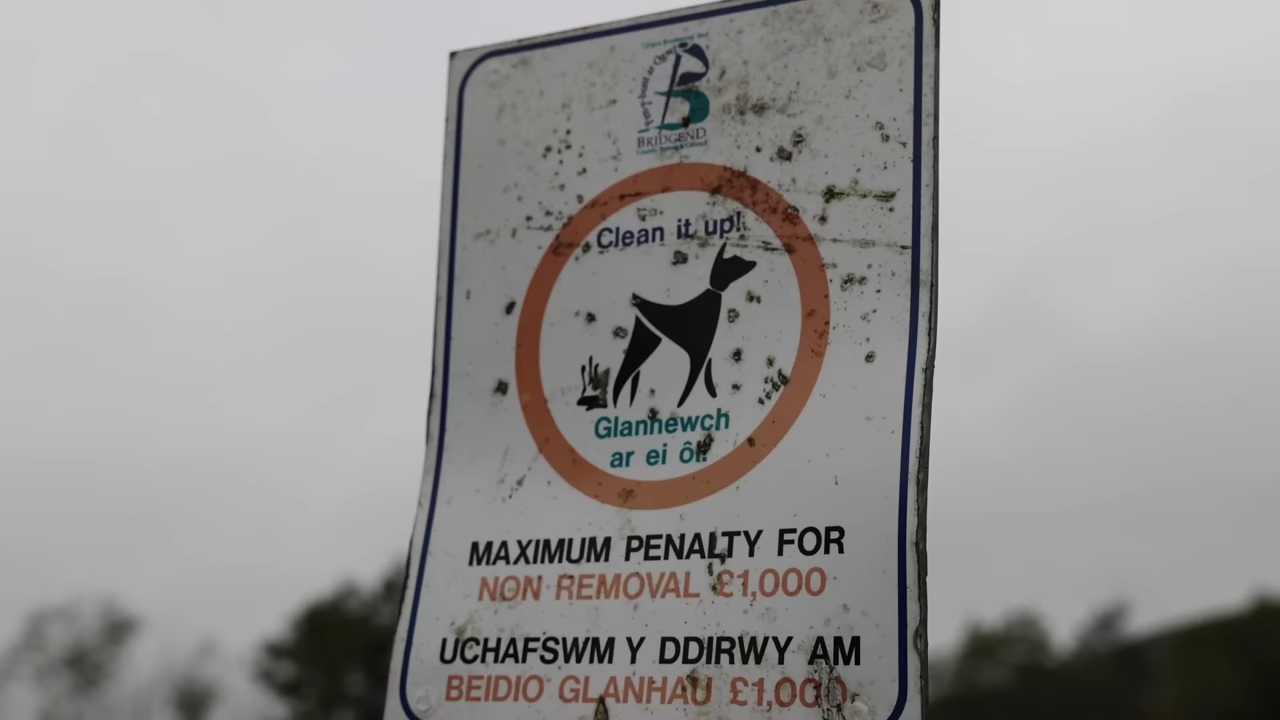 BRIDGEND
Clean it up!
Glanhewch
ar ei ôl!
MAXIMUM PENALTY FOR
NON REMOVAL £1,000
UCHAFSWM Y DDIRWY AM
BEIDIO GLANHAU £1,000